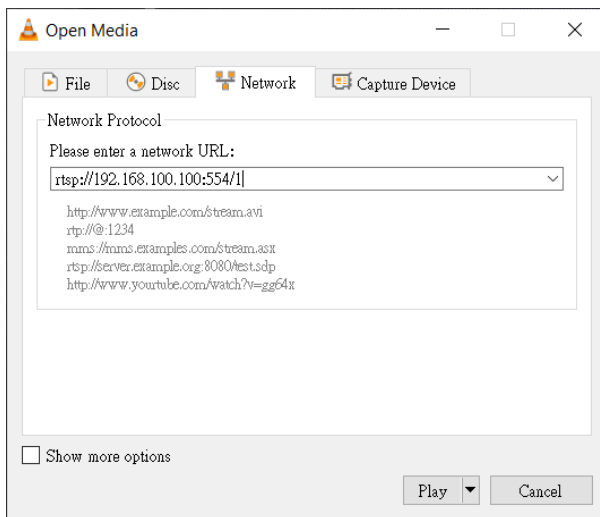 Open Media
File Disc Network Capture Device
Network Protocol
Please enter a network URL:
rtsp://192.168.100.100:554/1
http://www.example.com/stream.avi
rtp://@:1234
mms://mms.examples.com/stream.asx
rtsp://server.example.org:8080/test.sdp
http://www.yourtube.com/watch?v=gg64x
Show more options
Play Cancel